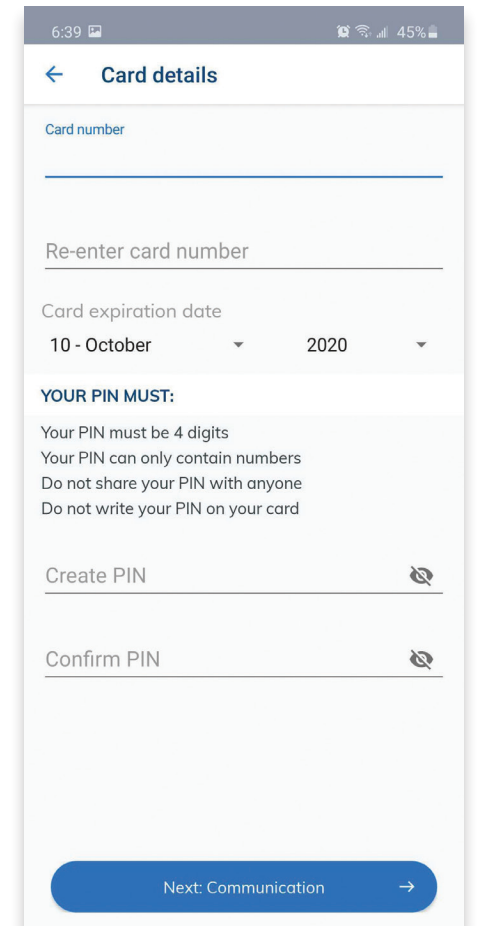 6:39 45%
Card details
Card number
Re-enter card number
Card expiration date
10 - October 2020
YOUR PIN MUST:
Your PIN must be 4 digits
Your PIN can only contain numbers
Do not share your PIN with anyone
Do not write your PIN on your card
Create PIN
Confirm PIN
Next: Communication